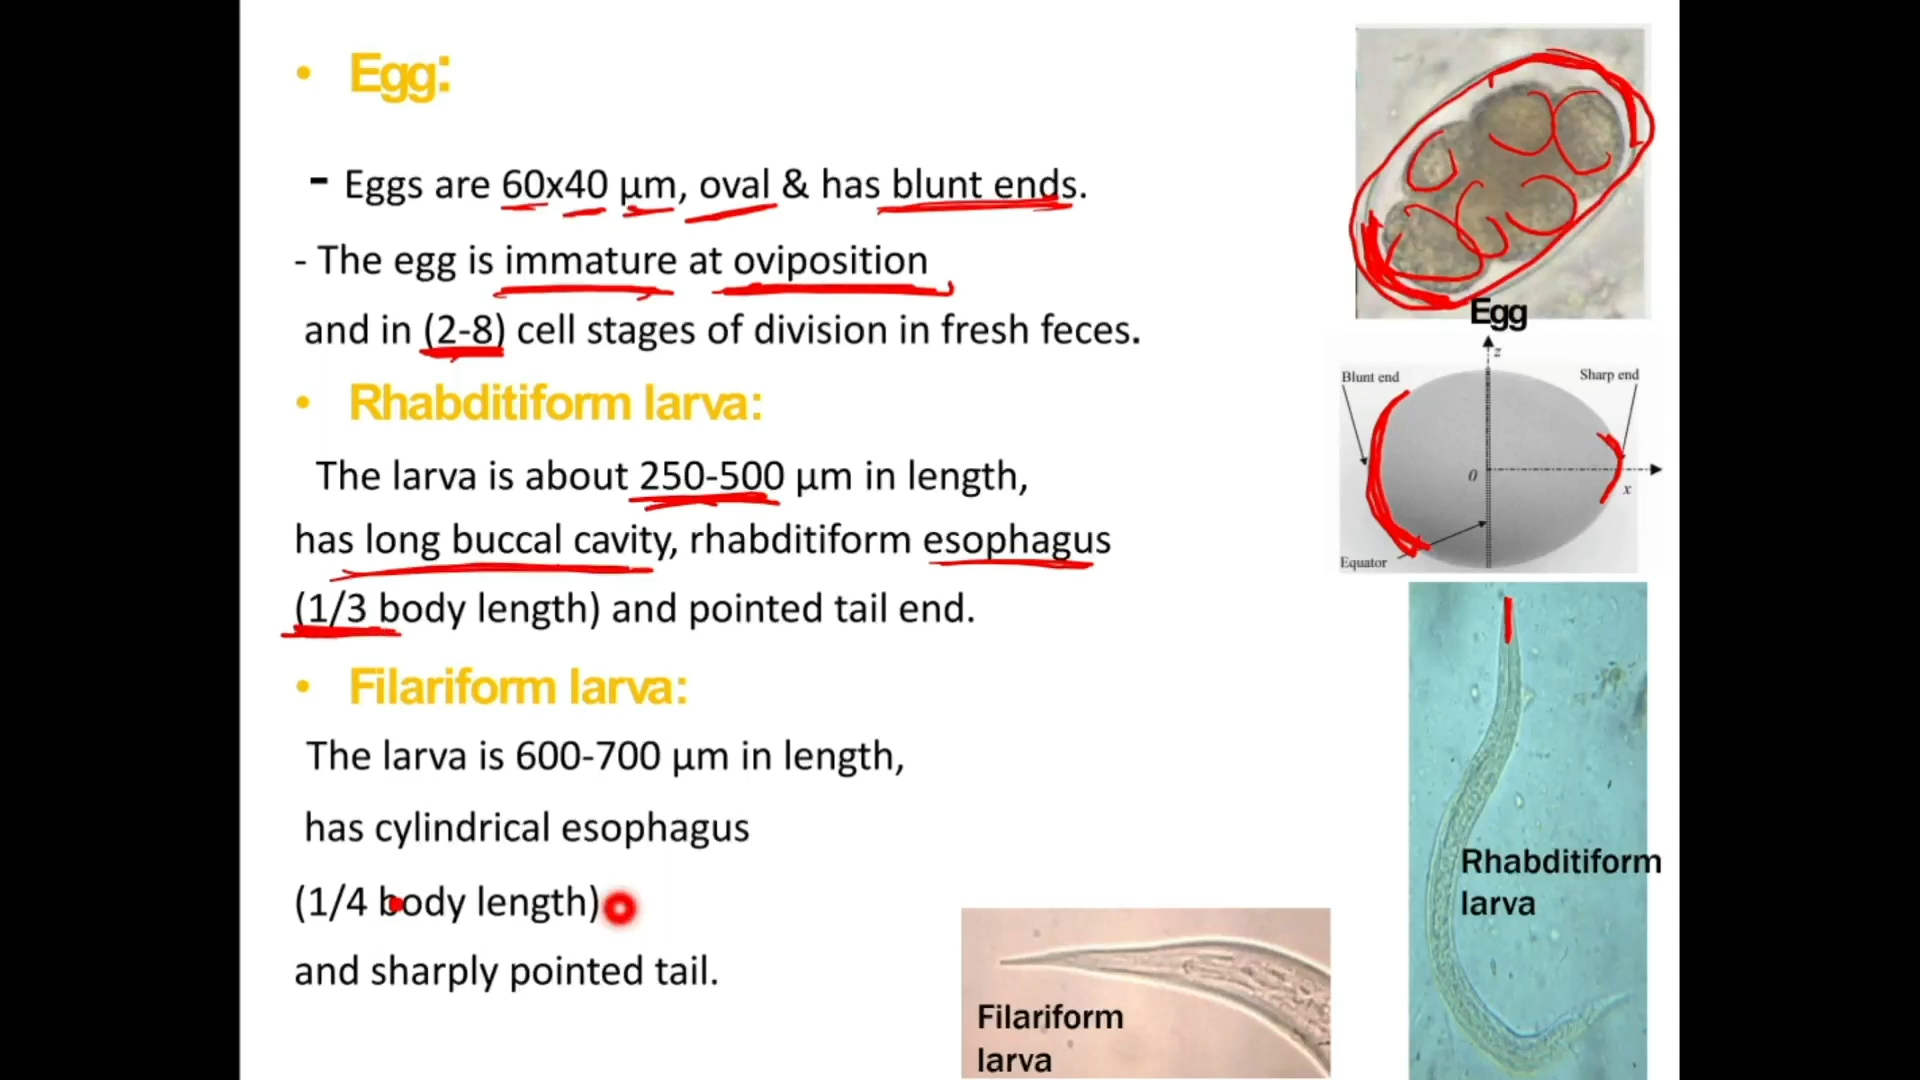 • Egg:
- Eggs are 60x40 µm, oval & has blunt ends.
- The egg is immature at oviposition
and in (2-8) cell stages of division in fresh feces.
• Rhabditiform larva:
The larva is about 250-500 µm in length,
has long buccal cavity, rhabditiform esophagus
(1/3 body length) and pointed tail end.
• Filariform larva:
The larva is 600-700 µm in length,
has cylindrical esophagus
(1/4 body length)
and sharply pointed tail.
Egg
z
Blunt end
Sharp end
0
x
Equator
Rhabditiform
larva
Filariform
larva